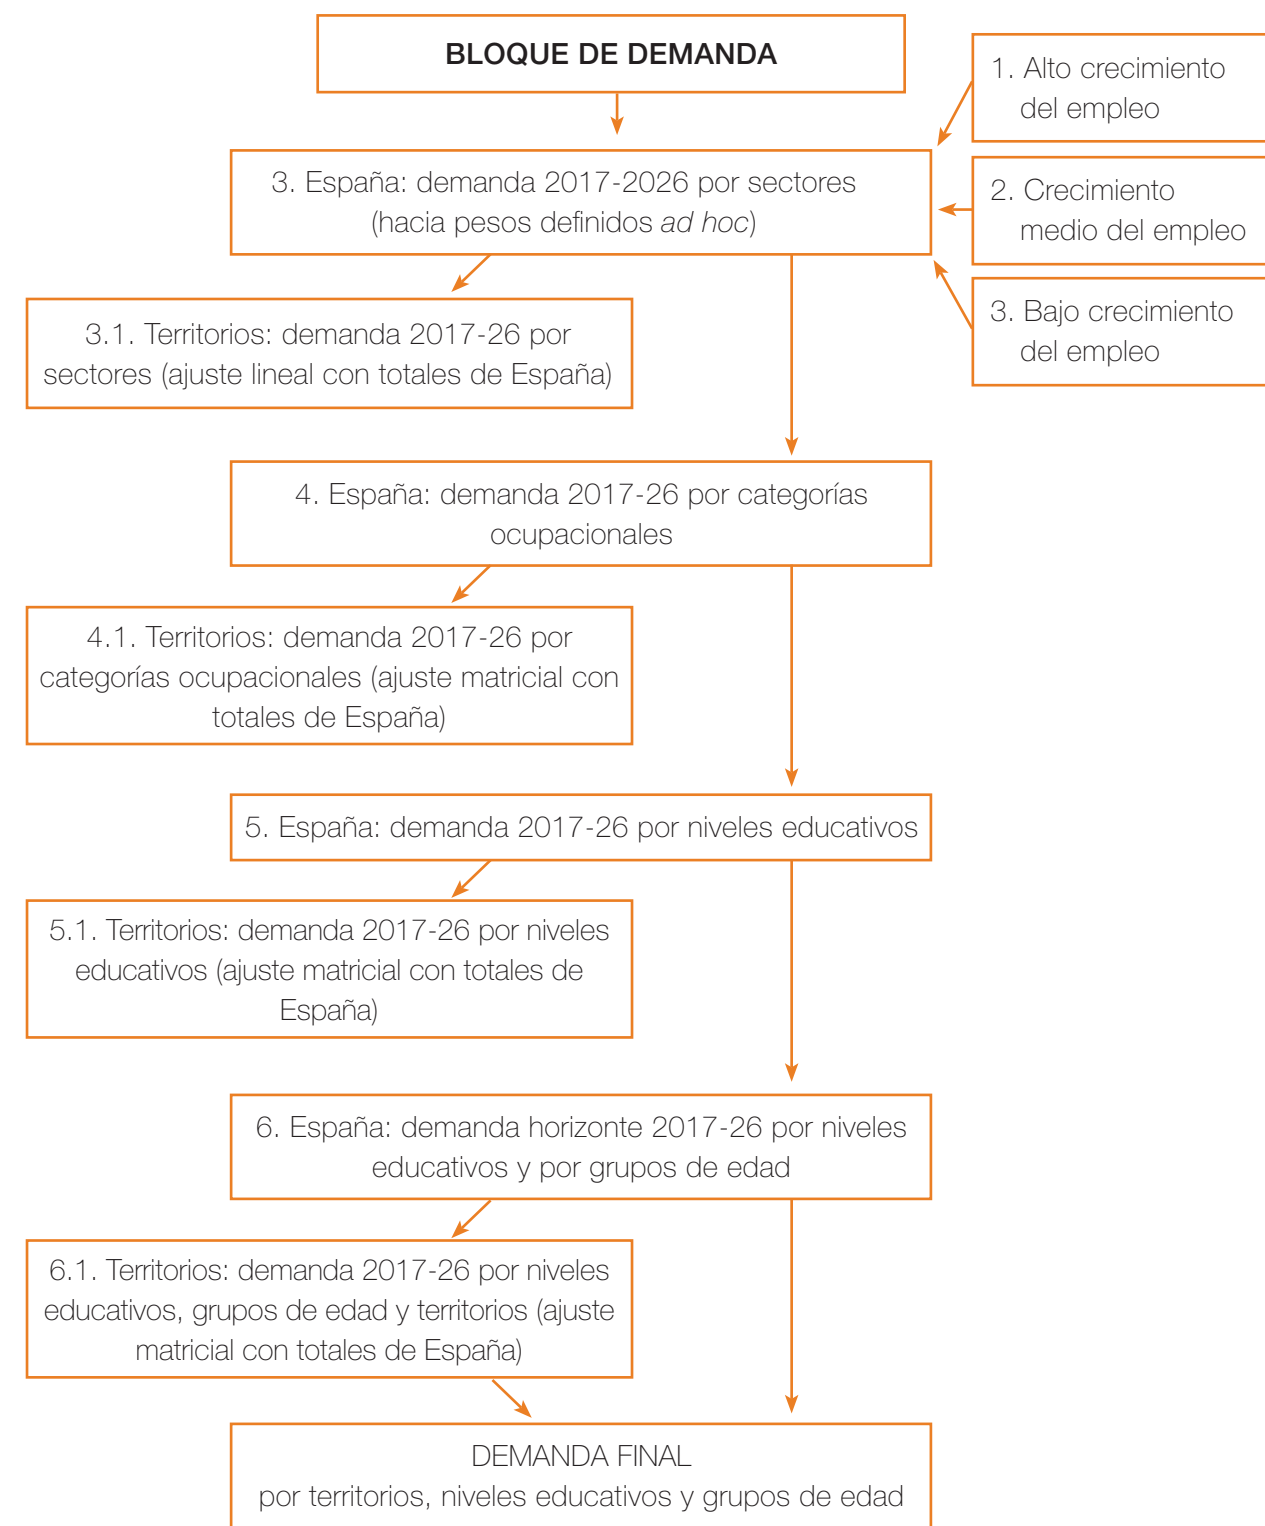 BLOQUE DE DEMANDA
1. Alto crecimiento
del empleo
3. España: demanda 2017-2026 por sectores
(hacia pesos definidos ad hoc)
2. Crecimiento
medio del empleo
3. Bajo crecimiento
del empleo
3.1. Territorios: demanda 2017-26 por
sectores (ajuste lineal con totales de España)
4. España: demanda 2017-26 por categorías
ocupacionales
4.1. Territorios: demanda 2017-26 por
categorías ocupacionales (ajuste matricial con
totales de España)
5. España: demanda 2017-26 por niveles educativos
5.1. Territorios: demanda 2017-26 por niveles
educativos (ajuste matricial con totales de
España)
6. España: demanda horizonte 2017-26 por niveles
educativos y por grupos de edad
6.1. Territorios: demanda 2017-26 por niveles
educativos, grupos de edad y territorios (ajuste
matricial con totales de España)
DEMANDA FINAL
por territorios, niveles educativos y grupos de edad